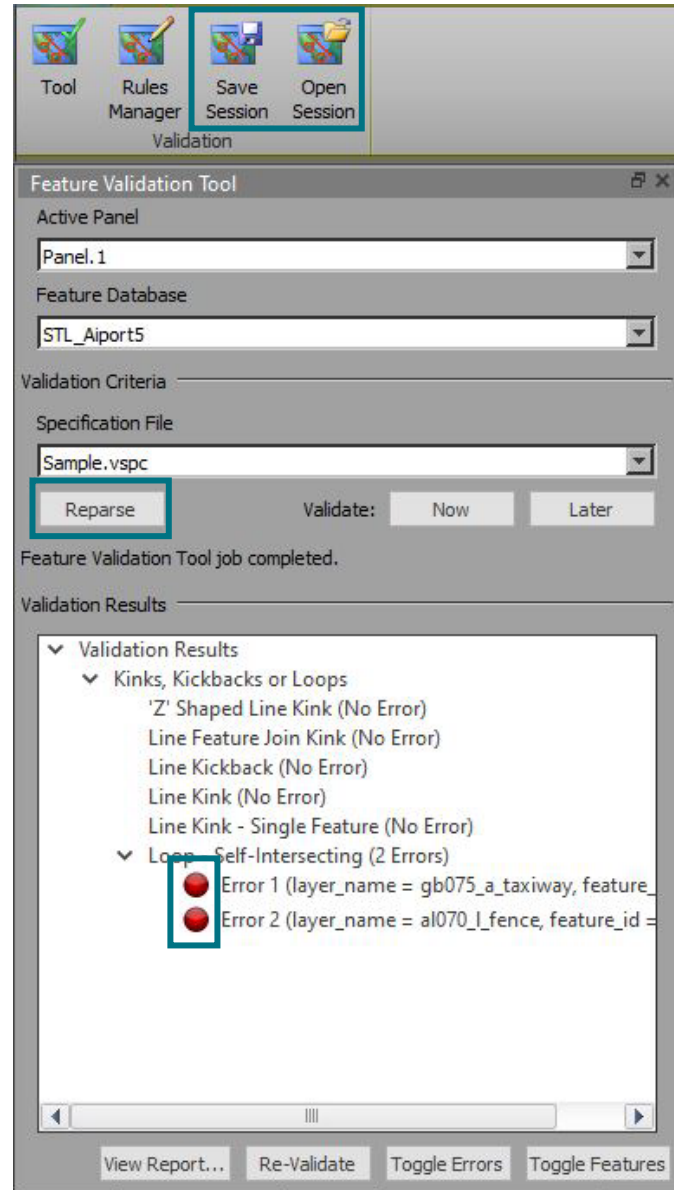 Tool
Rules Manager
Save Session
Open Session
Validation
Feature Validation Tool
Active Panel
Panel.1
Feature Database
STL_Aiport5
Validation Criteria
Specification File
Sample.vspc
Reparse Validate: Now Later
Feature Validation Tool job completed.
Validation Results
Validation Results
Kinks, Kickbacks or Loops
'Z' Shaped Line Kink (No Error)
Line Feature Join Kink (No Error)
Line Kickback (No Error)
Line Kink (No Error)
Line Kink - Single Feature (No Error)
Loop - Self-Intersecting (2 Errors)
Error 1 (layer_name = gb075_a_taxiway, feature_
Error 2 (layer_name = al070_l_fence, feature_id =
View Report... Re-Validate Toggle Errors Toggle Features